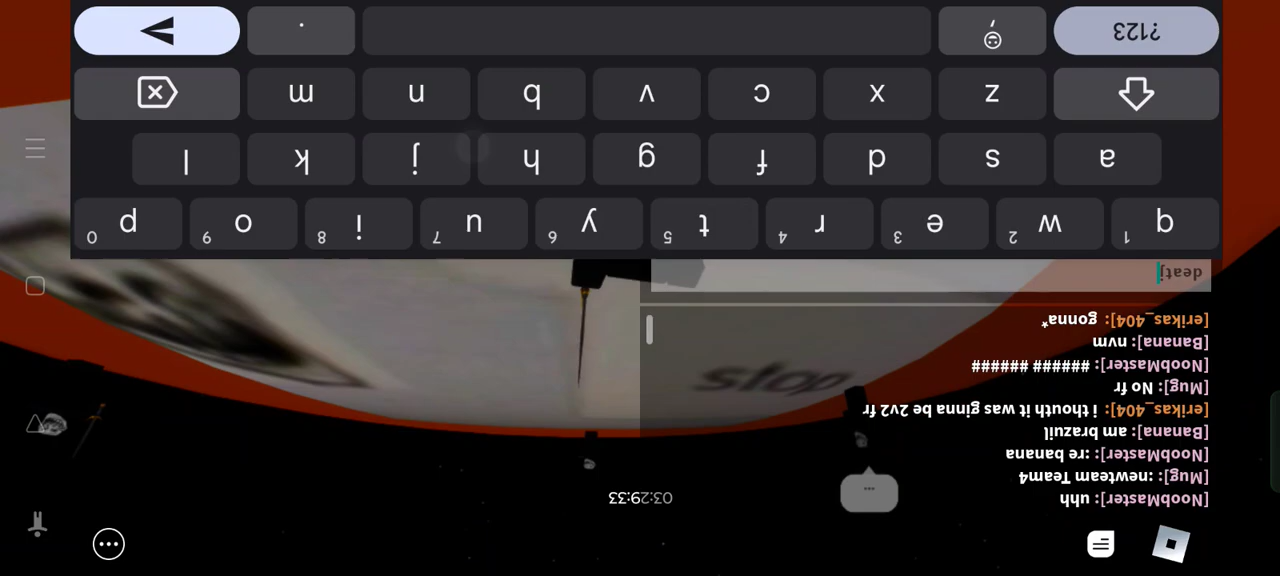 03:29:33
[NoobMaster]: uhh
[Mug]: :newteam Team4
[NoobMaster]: :re banana
[Banana]: am brazuil
[erikas_404]: i thouth it was ginna be 2v2 fr
[Mug]: No fr
[NoobMaster]: ###### ######
[Banana]: nvm
[erikas_404]: gonna*
deatj
stop
q 1 w 2 e 3 r 4 t 5 y 6 u 7 i 8 o 9 p 0
a s d f g h j k l
z x c v b n m
?123 , .